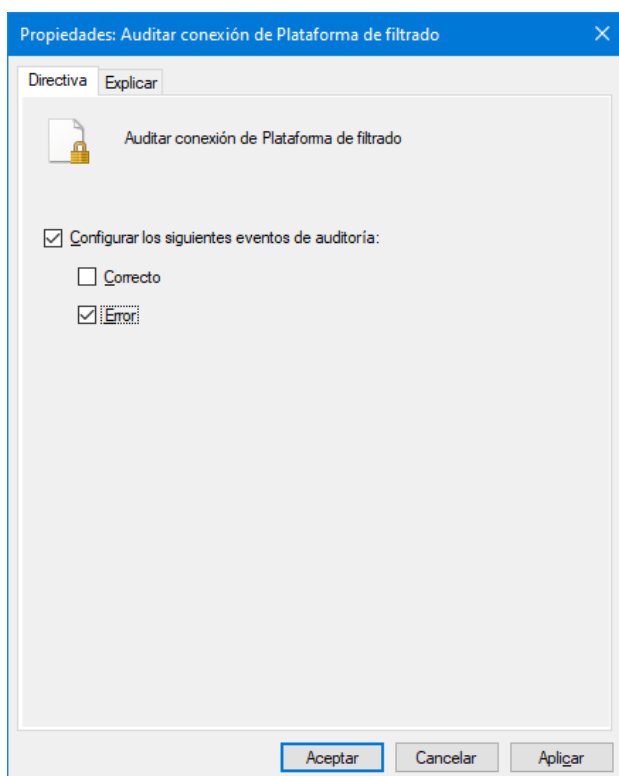 Propiedades: Auditar conexión de Plataforma de filtrado
Directiva Explicar
Auditar conexión de Plataforma de filtrado
Configurar los siguientes eventos de auditoría:
Correcto
Error
Aceptar Cancelar Aplicar